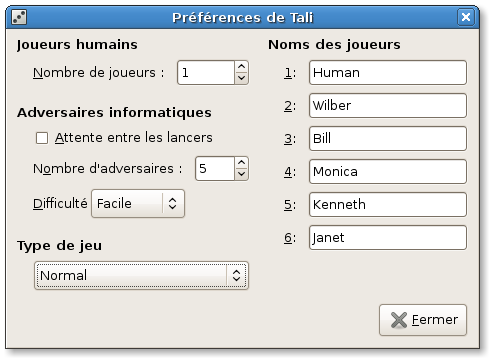 Préférences de Tali
Joueurs humains
Nombre de joueurs : 1
Adversaires informatiques
Attente entre les lancers
Nombre d'adversaires : 5
Difficulté Facile
Type de jeu
Normal
Noms des joueurs
1: Human
2: Wilber
3: Bill
4: Monica
5: Kenneth
6: Janet
Fermer